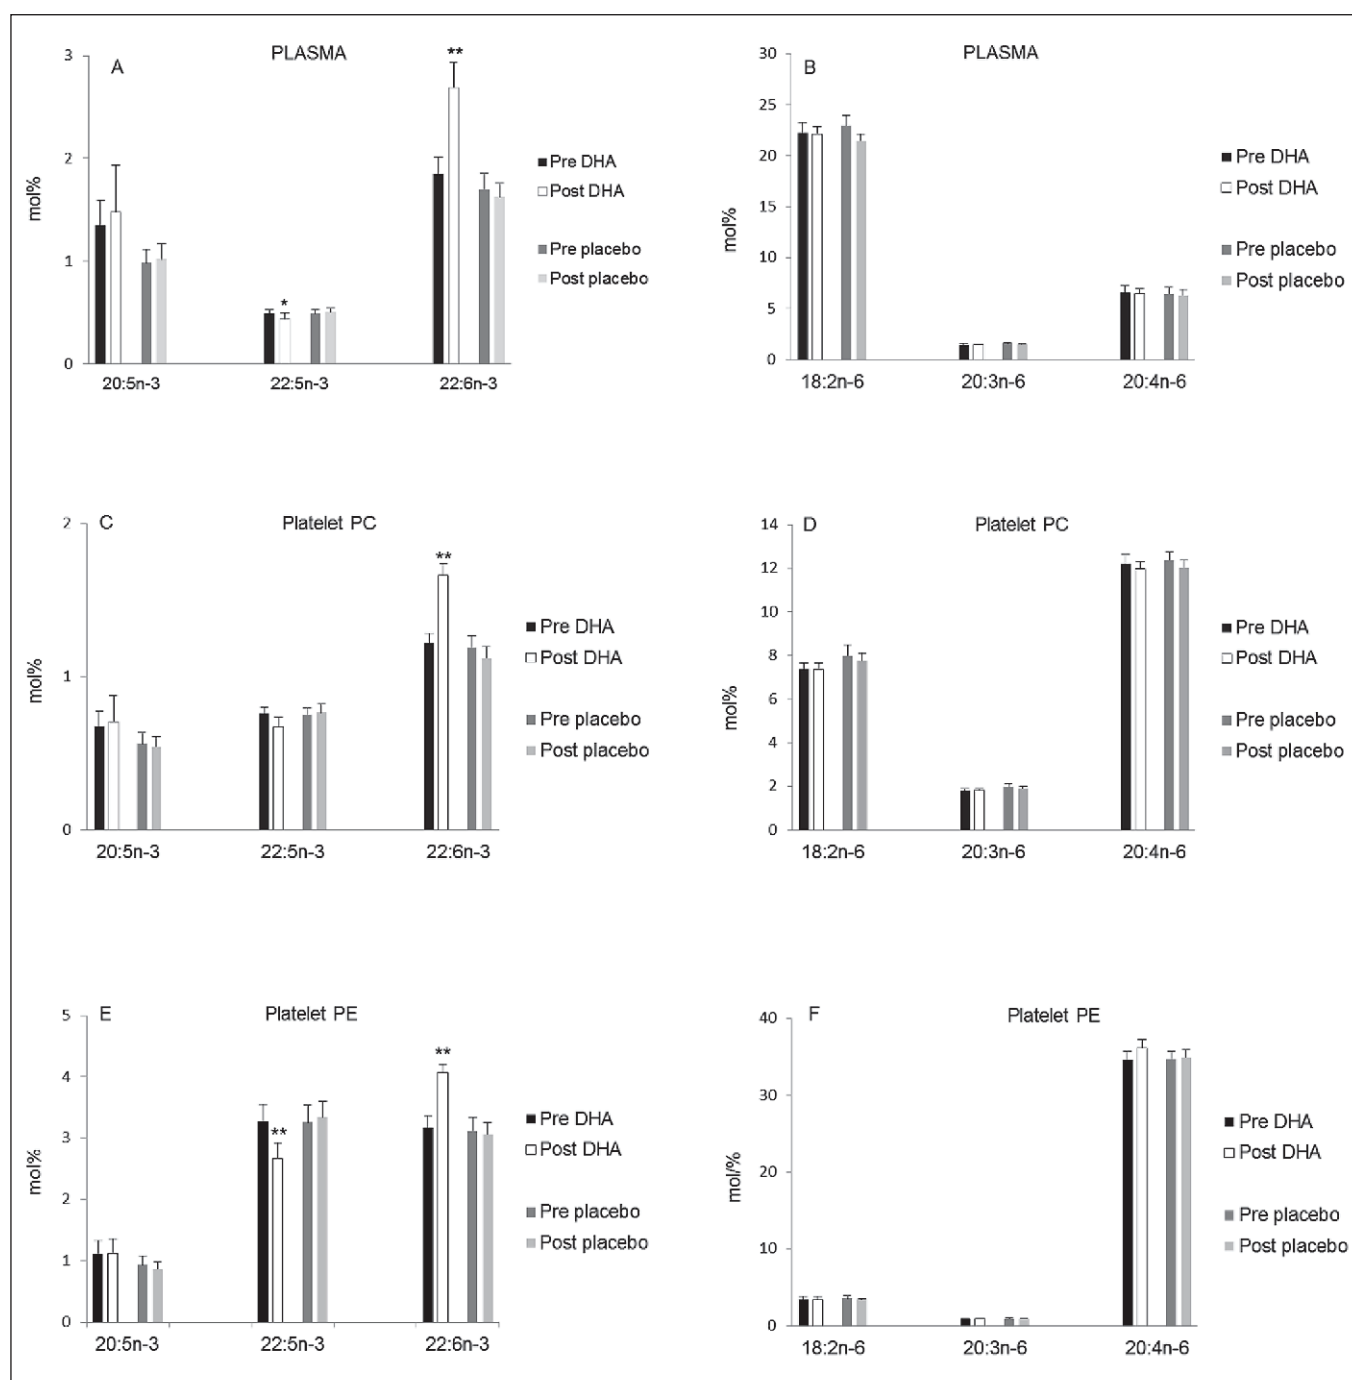 A
PLASMA
mol%
3
2
1
0
**
*
20:5n-3 22:5n-3 22:6n-3
Pre DHA
Post DHA
Pre placebo
Post placebo
B
PLASMA
mol%
30
25
20
15
10
5
0
18:2n-6 20:3n-6 20:4n-6
Pre DHA
Post DHA
Pre placebo
Post placebo
C
Platelet PC
mol%
2
1
0
**
20:5n-3 22:5n-3 22:6n-3
Pre DHA
Post DHA
Pre placebo
Post placebo
D
Platelet PC
mol%
14
12
10
8
6
4
2
0
18:2n-6 20:3n-6 20:4n-6
Pre DHA
Post DHA
Pre placebo
Post placebo
E
Platelet PE
mol%
5
4
3
2
1
0
**
**
20:5n-3 22:5n-3 22:6n-3
Pre DHA
Post DHA
Pre placebo
Post placebo
F
Platelet PE
mol/%
40
30
20
10
0
18:2n-6 20:3n-6 20:4n-6
Pre DHA
Post DHA
Pre placebo
Post placebo